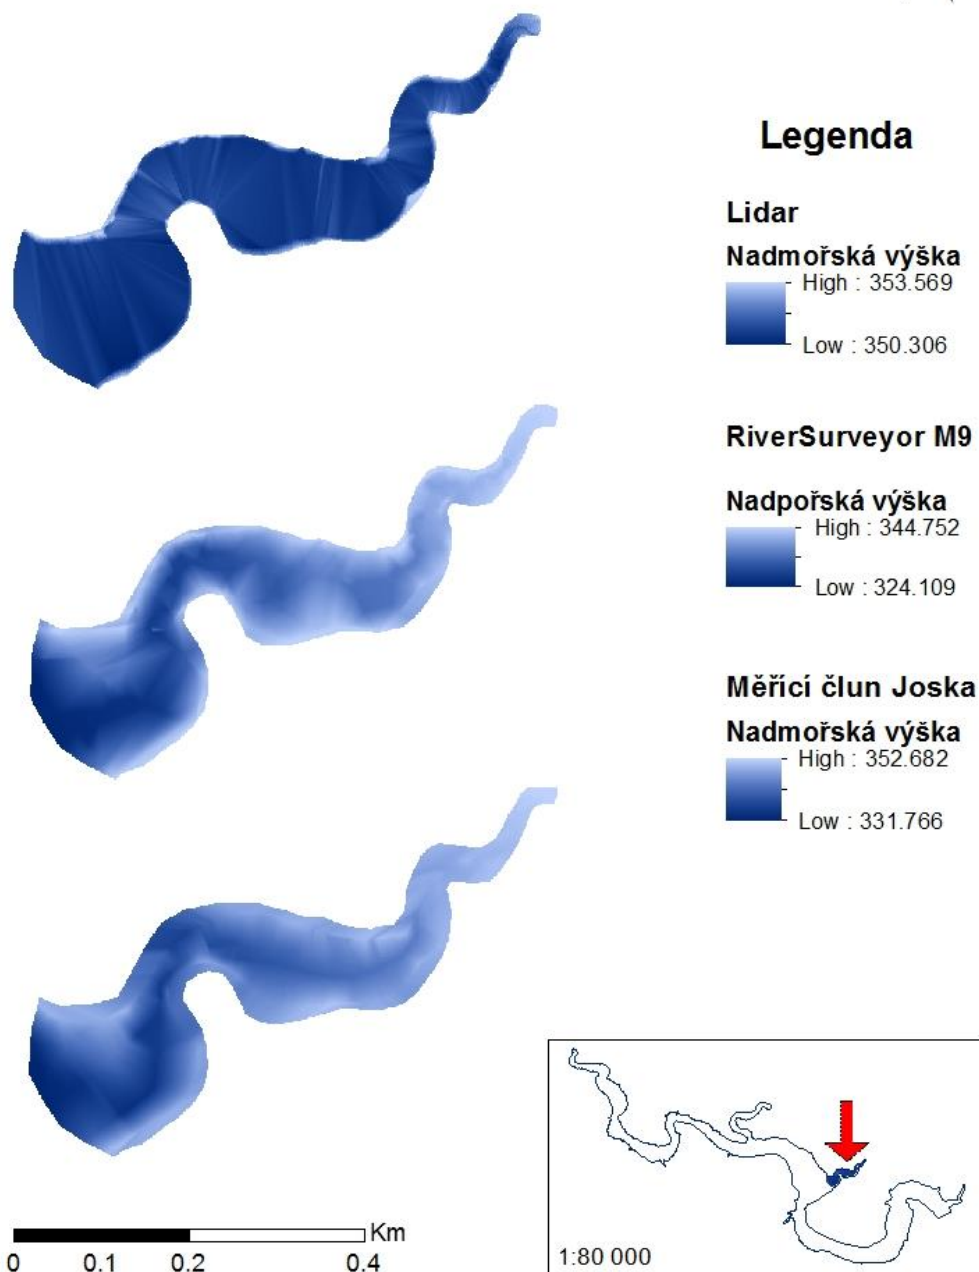 Legenda
Lidar
Nadmořská výška
High : 353.569
Low : 350.306
RiverSurveyor M9
Nadpořská výška
High : 344.752
Low : 324.109
Měřící člun Joska
Nadmořská výška
High : 352.682
Low : 331.766
Km
0 0.1 0.2 0.4
1:80 000